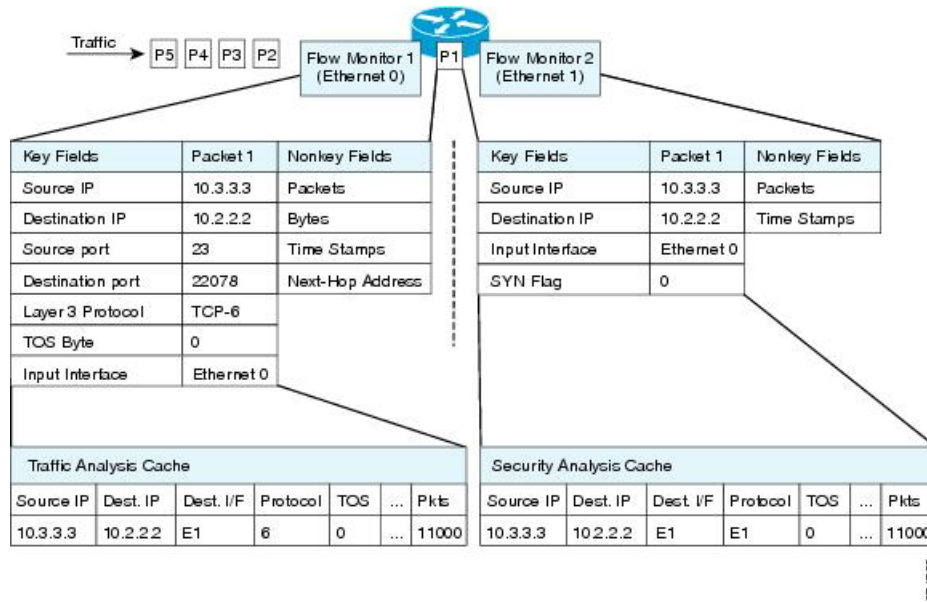 Traffic
P5 P4 P3 P2
Flow Monitor 1
(Ethernet 0)
P1
Flow Monitor 2
(Ethernet 1)
Key Fields Packet 1 Nonkey Fields
Source IP 10.3.3.3 Packets
Destination IP 10.2.2.2 Bytes
Source port 23 Time Stamps
Destination port 22078 Next-Hop Address
Layer 3 Protocol TCP-6
TOS Byte 0
Input Interface Ethernet 0
Key Fields Packet 1 Nonkey Fields
Source IP 10.3.3.3 Packets
Destination IP 10.2.2.2 Time Stamps
Input Interface Ethernet 0
SYN Flag 0
Traffic Analysis Cache
Source IP Dest. IP Dest. I/F Protocol TOS ... Pkts
10.3.3.3 10.2.2.2 E1 6 0 ... 11000
Security Analysis Cache
Source IP Dest. IP Dest. I/F Protocol TOS ... Pkts
10.3.3.3 10.2.2.2 E1 E1 0 ... 11000